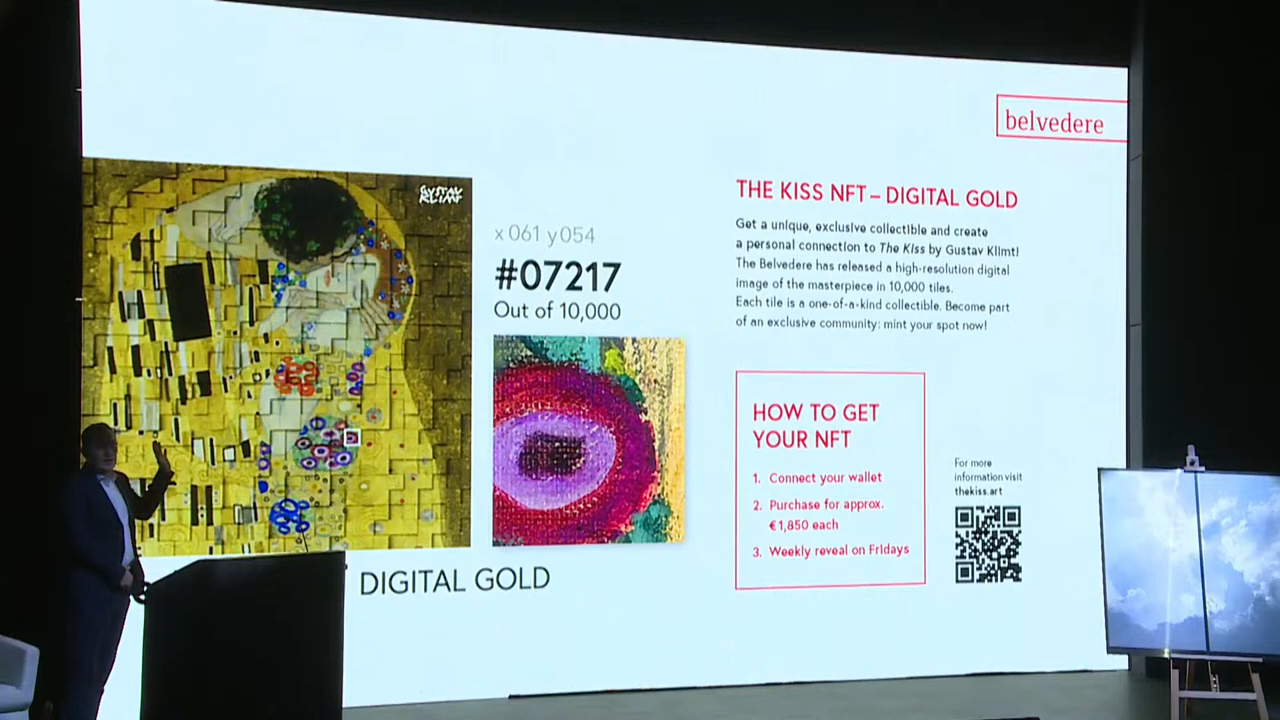 belvedere
GUSTAV
KLIMT
x 061 y 054
#07217
Out of 10,000
DIGITAL GOLD
THE KISS NFT – DIGITAL GOLD
Get a unique, exclusive collectible and create
a personal connection to The Kiss by Gustav Klimt!
The Belvedere has released a high-resolution digital
image of the masterpiece in 10,000 tiles.
Each tile is a one-of-a-kind collectible. Become part
of an exclusive community: mint your spot now!
HOW TO GET
YOUR NFT
1. Connect your wallet
2. Purchase for approx.
€1,850 each
3. Weekly reveal on Fridays
For more
information visit
thekiss.art